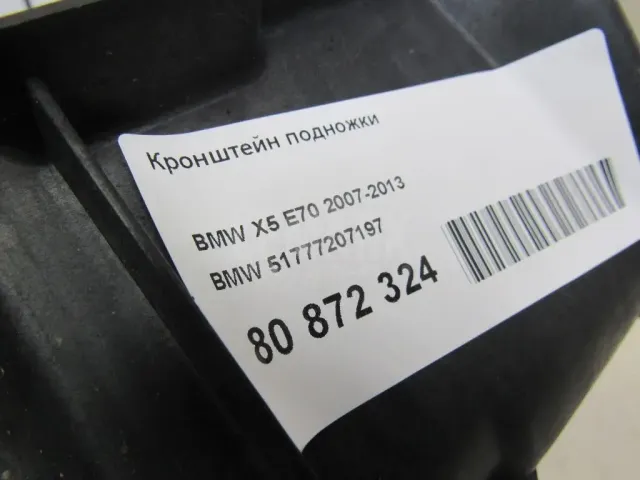 Кронштейн подножки
BMW X5 E70 2007-2013
BMW 51777207197
80 872 324